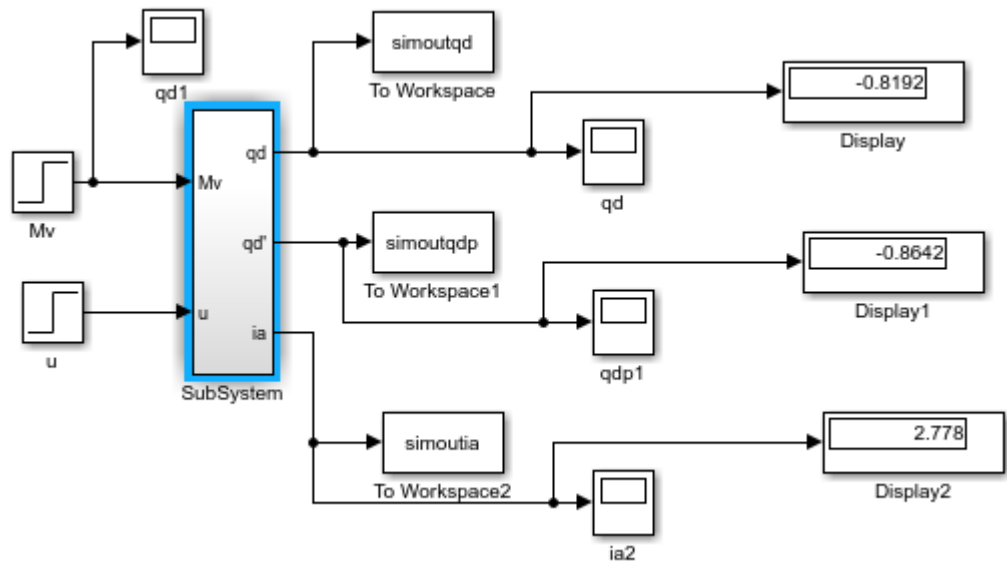 simoutqd
To Workspace
qd1
-0.8192
Display
qd
qd
Mv
Mv
qd'
simoutqdp
To Workspace1
-0.8642
Display1
u
u
ia
qdp1
SubSystem
simoutia
To Workspace2
2.778
Display2
ia2